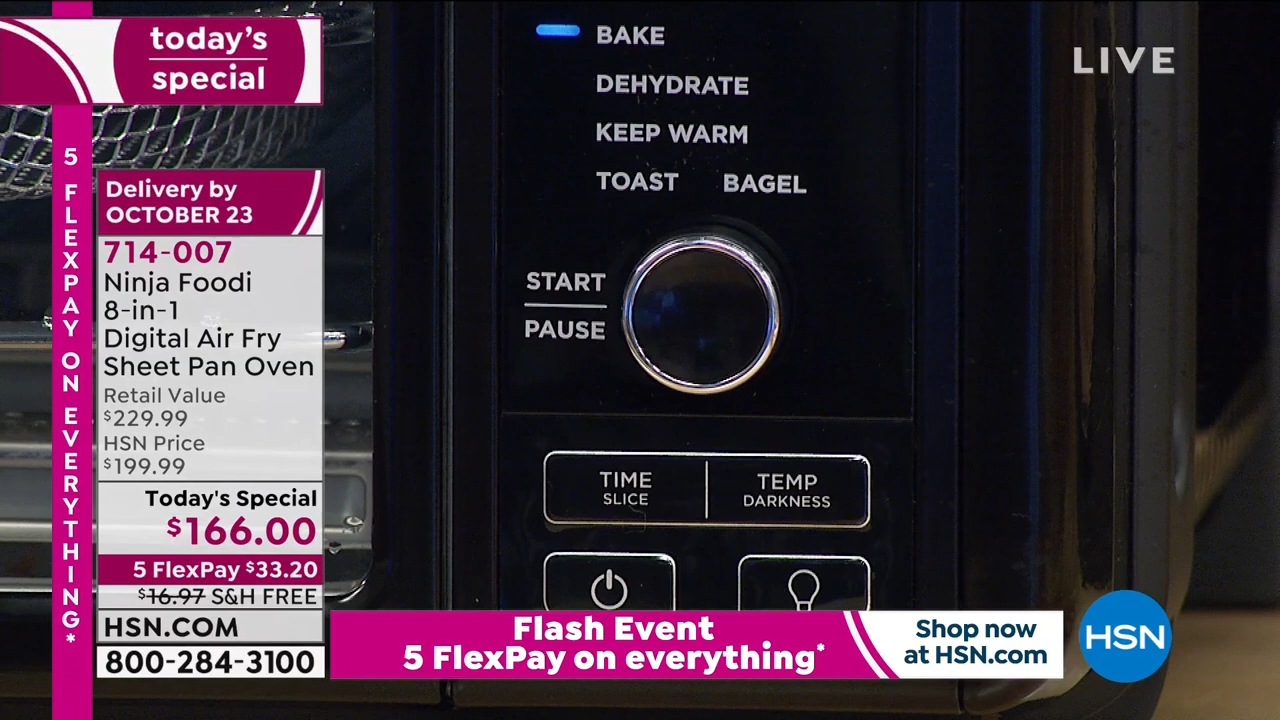 today's
special
LIVE
5 FLEXPAY ON EVERYTHING*
Delivery by
OCTOBER 23
714-007
Ninja Foodi
8-in-1
Digital Air Fry
Sheet Pan Oven
Retail Value
$229.99
HSN Price
$199.99
Today's Special
$166.00
5 FlexPay $33.20
$16.97 S&H FREE
HSN.COM
800-284-3100
BAKE
DEHYDRATE
KEEP WARM
TOAST BAGEL
START
PAUSE
TIME
SLICE
TEMP
DARKNESS
Flash Event
5 FlexPay on everything*
Shop now
at HSN.com
HSN